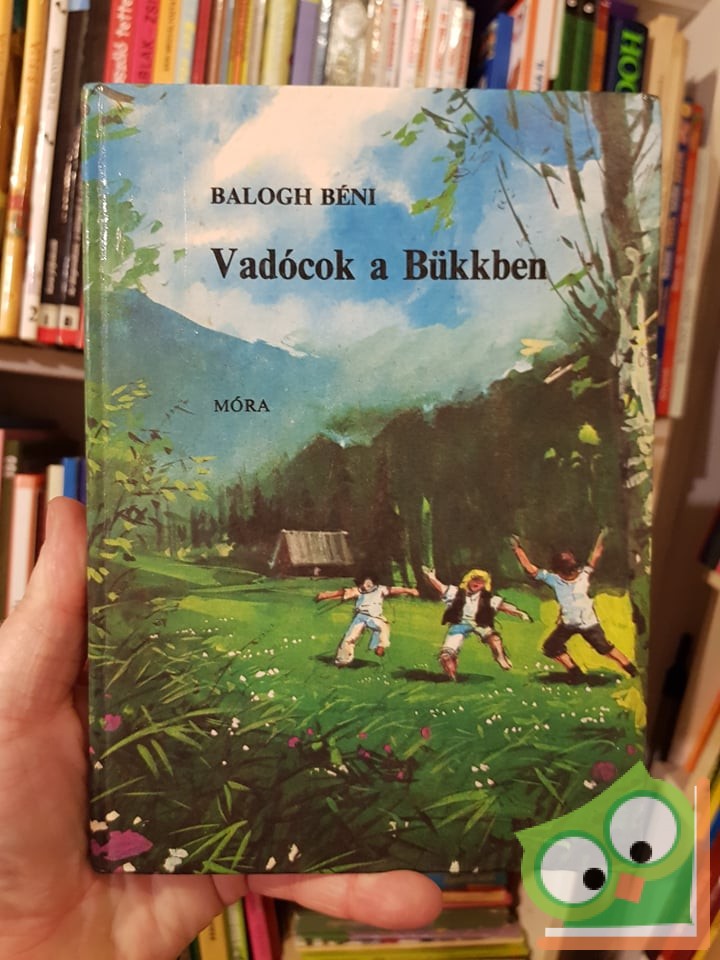 BALOGH BÉNI
Vadócok a Bükkben
MÓRA